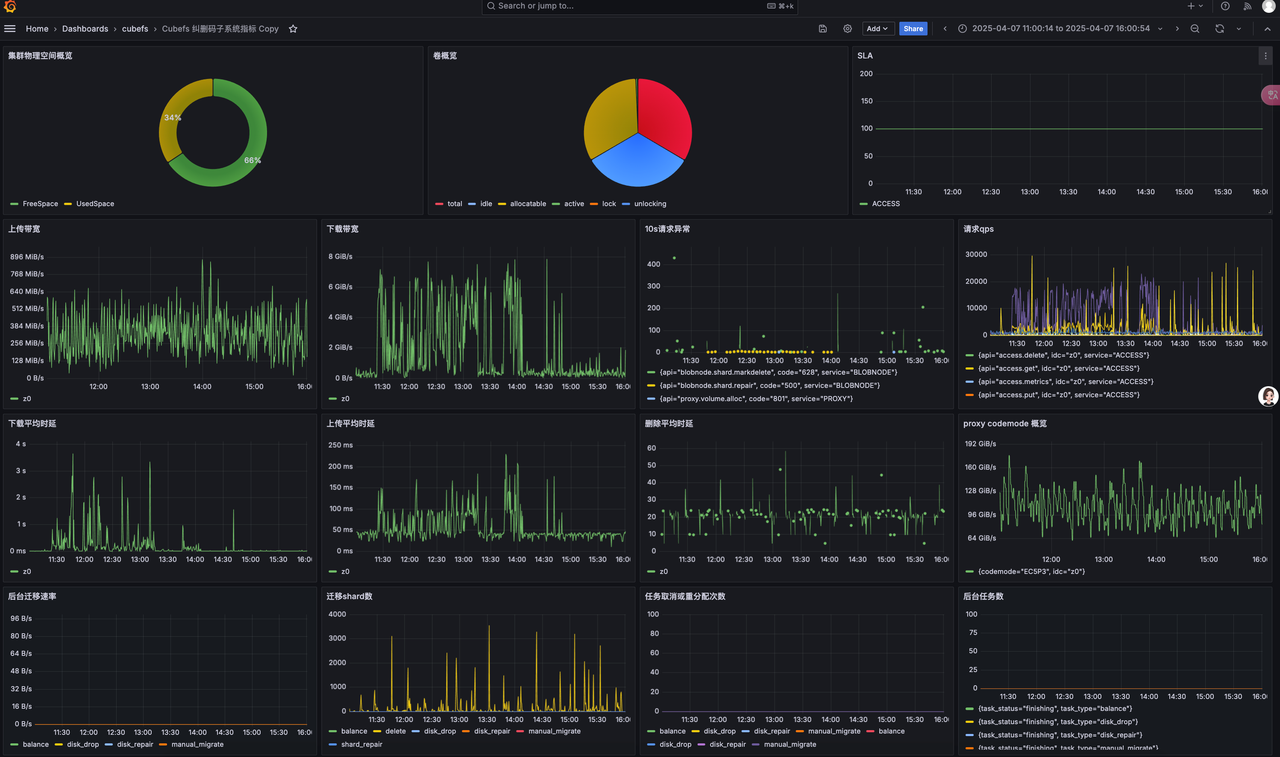 Search or jump to...
⌘+k
Home › Dashboards › cubefs › Cubefs 纠删码子系统指标 Copy
Add
Share
2025-04-07 11:00:14 to 2025-04-07 16:00:54
集群物理空间概览
34%
66%
FreeSpace UsedSpace
卷概览
total idle allocatable active lock unlocking
SLA
200
150
100
50
0
11:30 12:00 12:30 13:00 13:30 14:00 14:30 15:00 15:30 16:00
ACCESS
上传带宽
896 MiB/s
768 MiB/s
640 MiB/s
512 MiB/s
384 MiB/s
256 MiB/s
128 MiB/s
0 B/s
12:00 13:00 14:00 15:00 16:0
z0
下载带宽
8 GiB/s
6 GiB/s
4 GiB/s
2 GiB/s
0 B/s
11:30 12:00 12:30 13:00 13:30 14:00 14:30 15:00 15:30 16:0
z0
10s请求异常
400
300
200
100
0
11:30 12:00 12:30 13:00 13:30 14:00 14:30 15:00 15:30 16:0
{api="blobnode.shard.markdelete", code="628", service="BLOBNODE"}
{api="blobnode.shard.repair", code="500", service="BLOBNODE"}
{api="proxy.volume.alloc", code="801", service="PROXY"}
请求qps
30000
20000
10000
0
11:30 12:00 12:30 13:00 13:30 14:00 14:30 15:00 15:30 16:0
{api="access.delete", idc="z0", service="ACCESS"}
{api="access.get", idc="z0", service="ACCESS"}
{api="access.metrics", idc="z0", service="ACCESS"}
{api="access.put", idc="z0", service="ACCESS"}
下载平均时延
4 s
3 s
2 s
1 s
0 ms
11:30 12:00 12:30 13:00 13:30 14:00 14:30 15:00 15:30 16:0
z0
上传平均时延
250 ms
200 ms
150 ms
100 ms
50 ms
0 ms
11:30 12:00 12:30 13:00 13:30 14:00 14:30 15:00 15:30 16:0
z0
删除平均时延
60
50
40
30
20
10
0
11:30 12:00 12:30 13:00 13:30 14:00 14:30 15:00 15:30 16:0
z0
proxy codemode 概览
192 GiB/s
160 GiB/s
128 GiB/s
96 GiB/s
64 GiB/s
12:00 13:00 14:00 15:00 16:0
{codemode="EC5P3", idc="z0"}
后台迁移速率
96 B/s
80 B/s
64 B/s
48 B/s
32 B/s
16 B/s
0 B/s
11:30 12:00 12:30 13:00 13:30 14:00 14:30 15:00 15:30 16:0
balance disk_drop disk_repair manual_migrate
迁移shard数
4000
3000
2000
1000
0
11:30 12:00 12:30 13:00 13:30 14:00 14:30 15:00 15:30 16:0
balance delete disk_drop disk_repair manual_migrate
shard_repair
任务取消或重分配次数
100
80
60
40
20
0
11:30 12:00 12:30 13:00 13:30 14:00 14:30 15:00 15:30 16:0
balance disk_drop disk_repair manual_migrate balance
disk_drop disk_repair manual_migrate
后台任务数
100
75
50
25
0
11:30 12:00 12:30 13:00 13:30 14:00 14:30 15:00 15:30 16:0
{task_status="finishing", task_type="balance"}
{task_status="finishing", task_type="disk_drop"}
{task_status="finishing", task_type="disk_repair"}
{task_status="finishing", task_type="manual_migrate"}